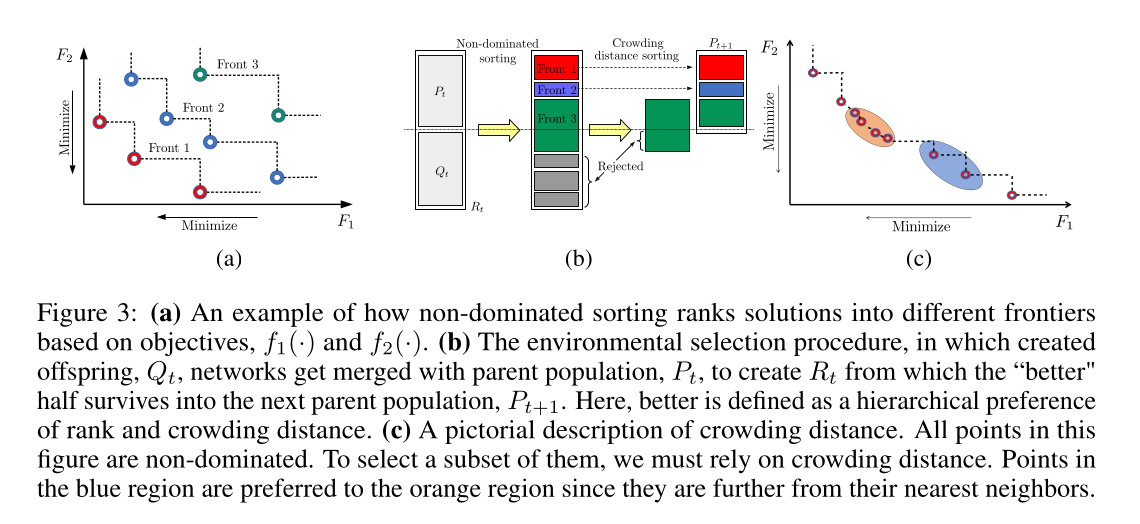 F2
Minimize
Front 3
Front 2
Front 1
Minimize
F1
(a)
Non-dominated
sorting
Crowding
distance sorting
Pt+1
Pt
Qt
Rt
Front 1
Front 2
Front 3
Rejected
(b)
F2
Minimize
Minimize
F1
(c)
Figure 3: (a) An example of how non-dominated sorting ranks solutions into different frontiers
based on objectives, f1(·) and f2(·). (b) The environmental selection procedure, in which created
offspring, Qt, networks get merged with parent population, Pt, to create Rt from which the “better"
half survives into the next parent population, Pt+1. Here, better is defined as a hierarchical preference
of rank and crowding distance. (c) A pictorial description of crowding distance. All points in this
figure are non-dominated. To select a subset of them, we must rely on crowding distance. Points in
the blue region are preferred to the orange region since they are further from their nearest neighbors.